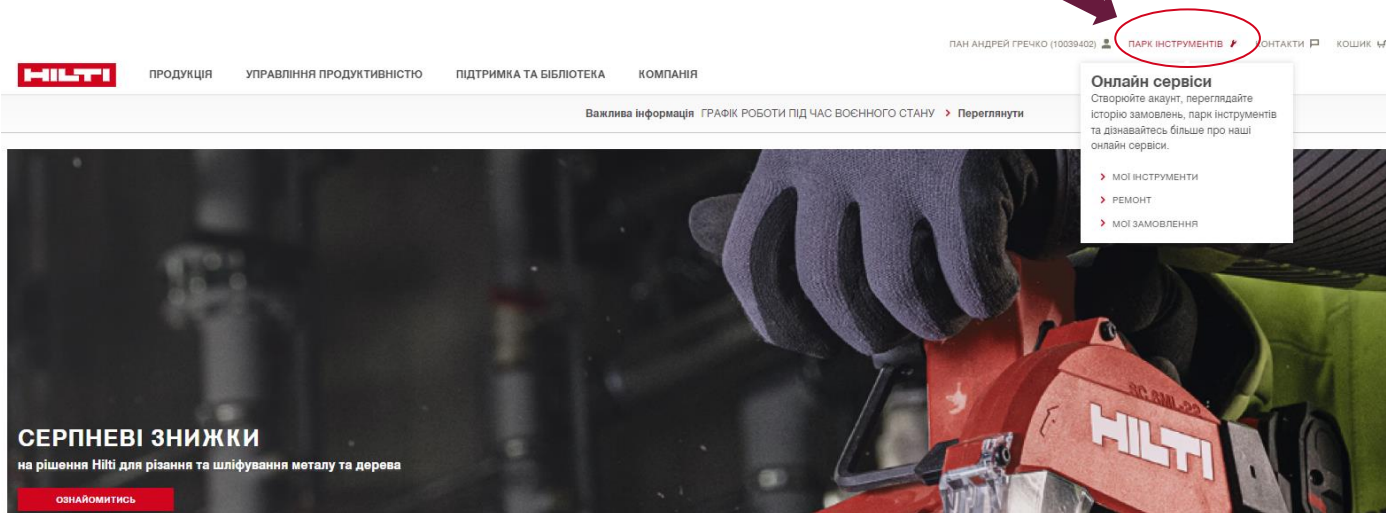 ПАН АНДРЕЙ ГРЕЧКО (10039402) ПАРК ІНСТРУМЕНТІВ КОНТАКТИ КОШИК
HILTI ПРОДУКЦІЯ УПРАВЛІННЯ ПРОДУКТИВНІСТЮ ПІДТРИМКА ТА БІБЛІОТЕКА КОМПАНІЯ
Важлива інформація ГРАФІК РОБОТИ ПІД ЧАС ВОЄННОГО СТАНУ > Переглянути
Онлайн сервіси
Створюйте акаунт, переглядайте
історію замовлень, парк інструментів
та дізнавайтесь більше про наші
онлайн сервіси.
> МОЇ ІНСТРУМЕНТИ
> РЕМОНТ
> МОЇ ЗАМОВЛЕННЯ
SC 6ML-22
HILTI
СЕРПНЕВІ ЗНИЖКИ
на рішення Hilti для різання та шліфування металу та дерева
ОЗНАЙОМИТИСЬ